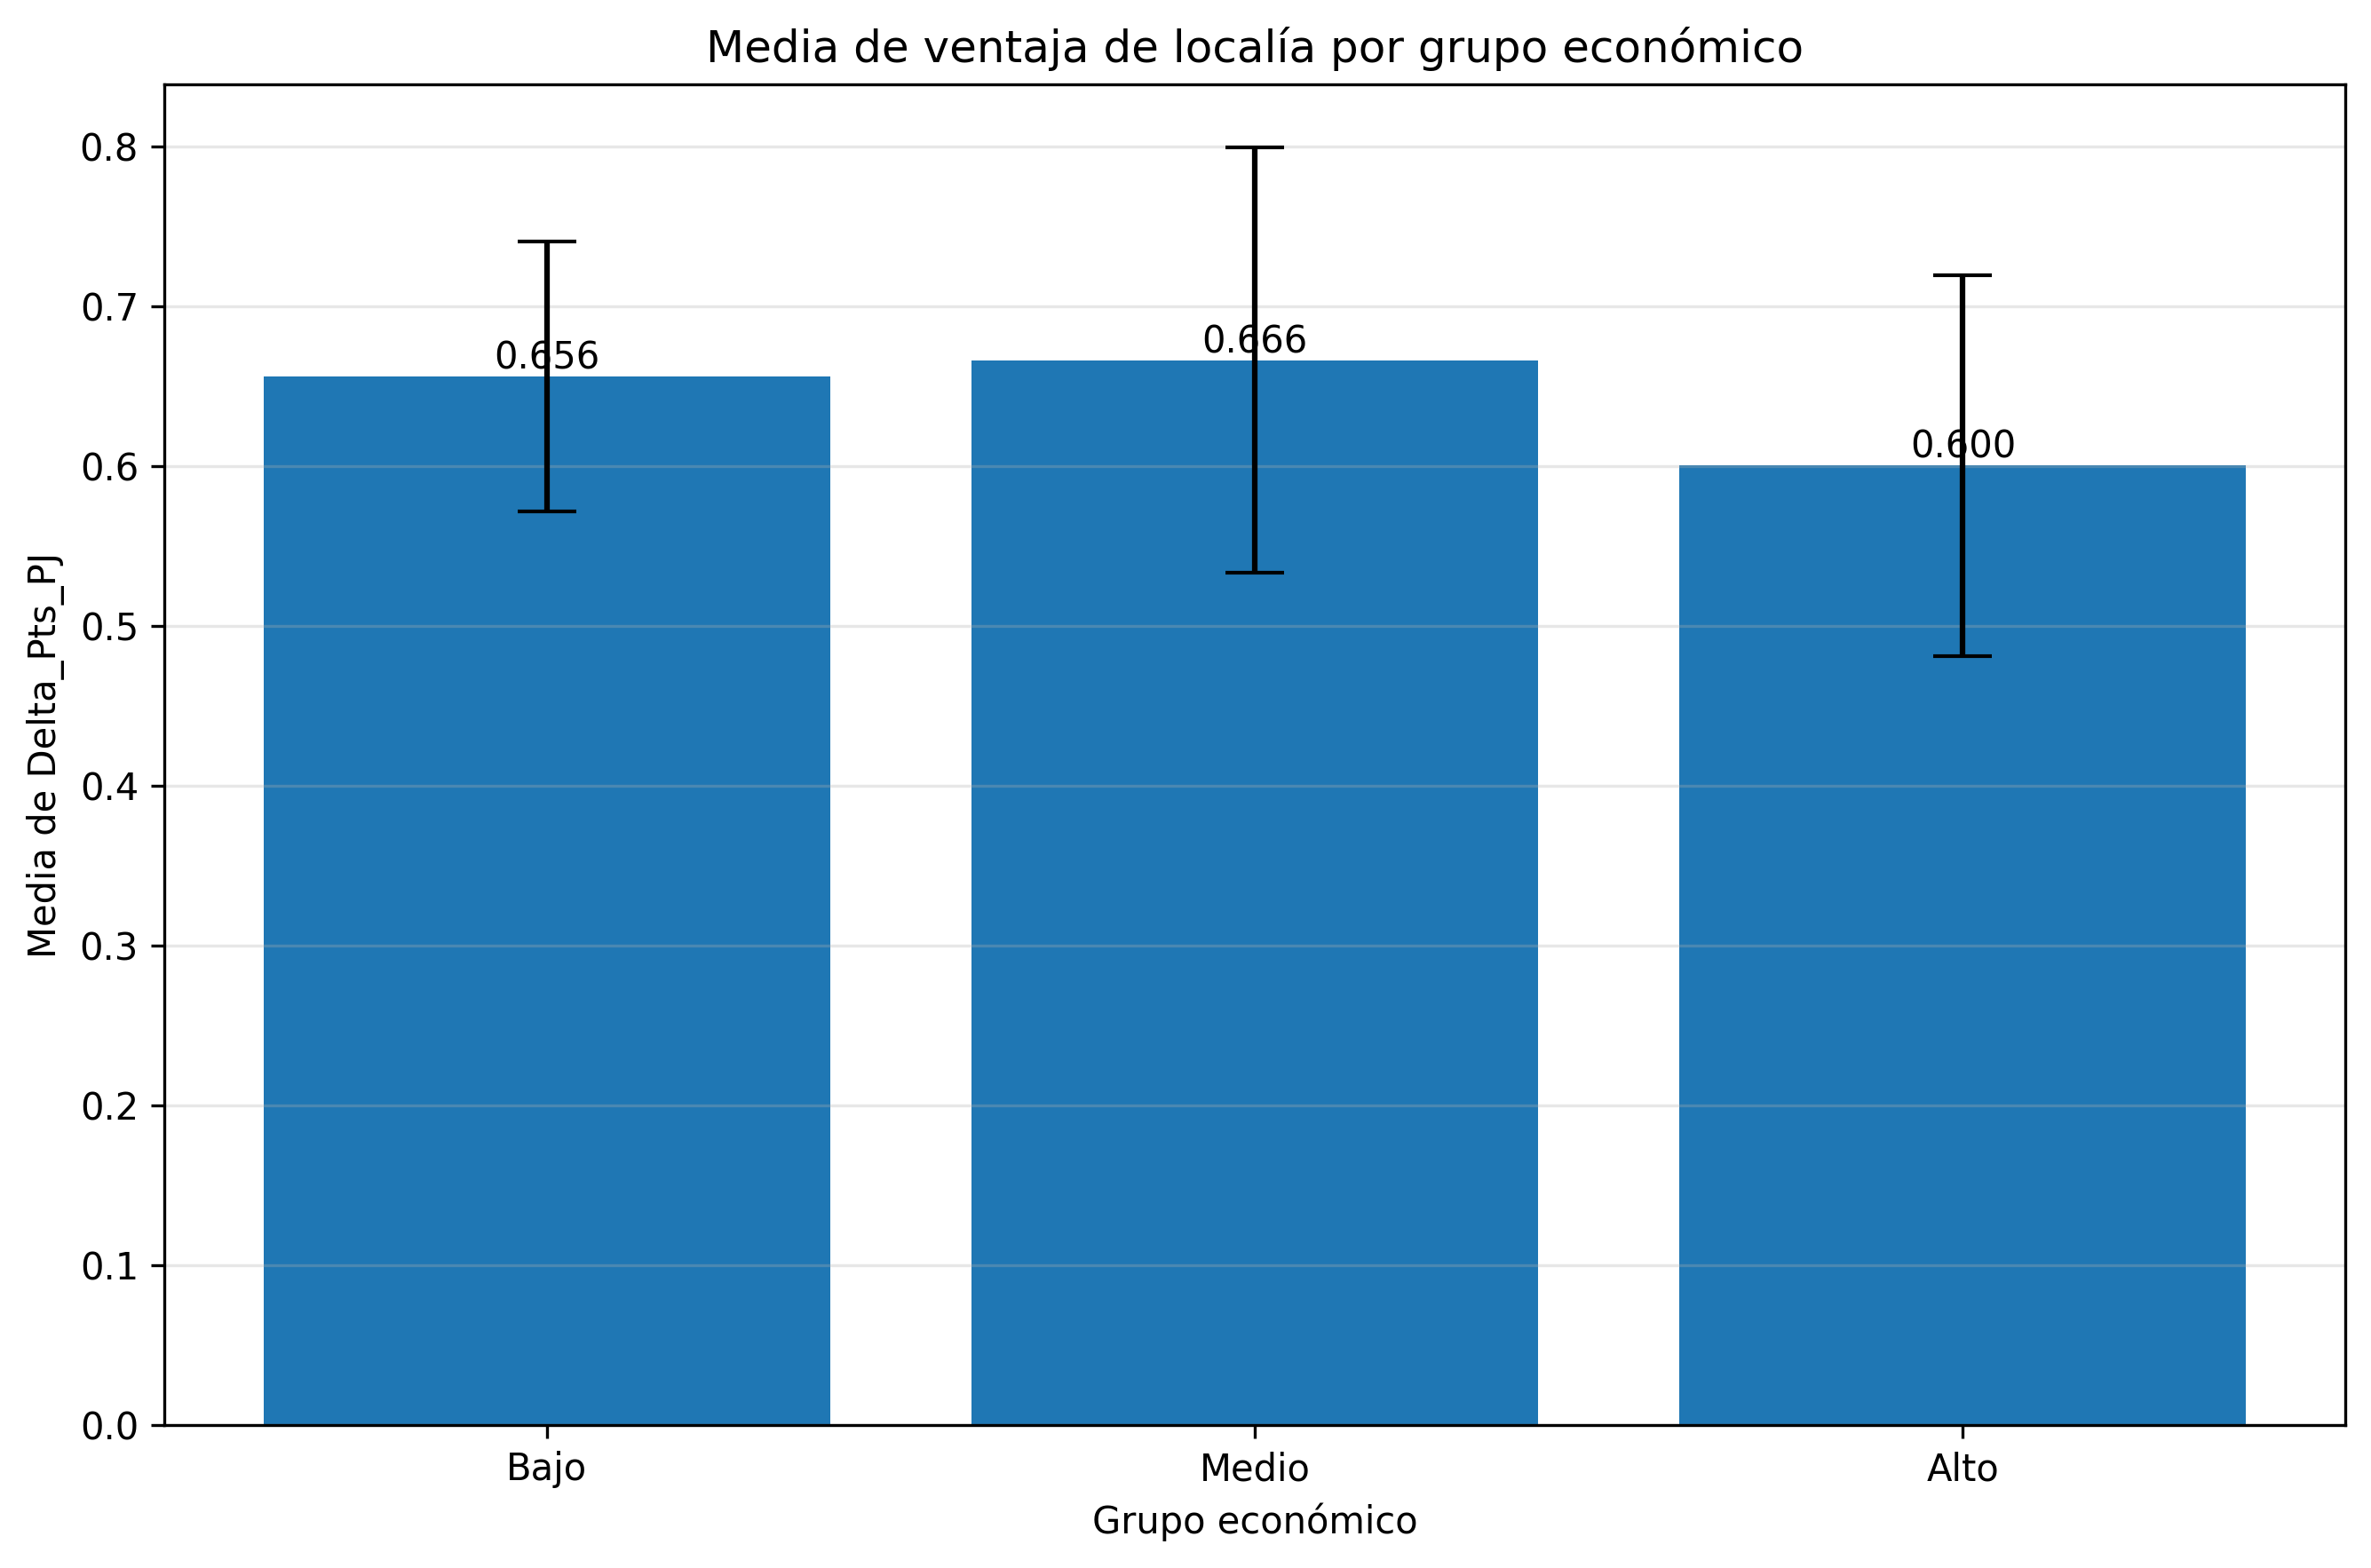 Media de ventaja de localía por grupo económico
Media de Delta_Pts_PJ
0.8
0.7
0.6
0.5
0.4
0.3
0.2
0.1
0.0
0.656
0.666
0.600
Bajo
Medio
Alto
Grupo económico